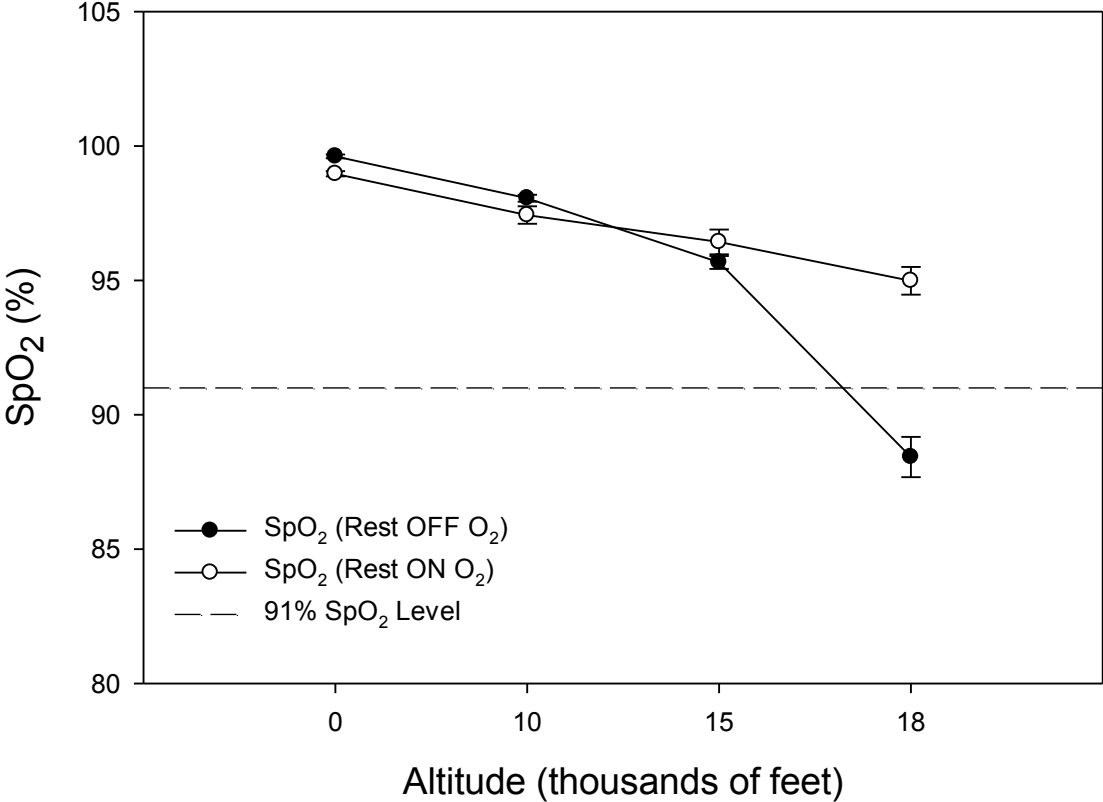 105
100
95
90
85
80
SpO₂ (%)
SpO₂ (Rest OFF O₂)
SpO₂ (Rest ON O₂)
91% SpO₂ Level
0 10 15 18
Altitude (thousands of feet)